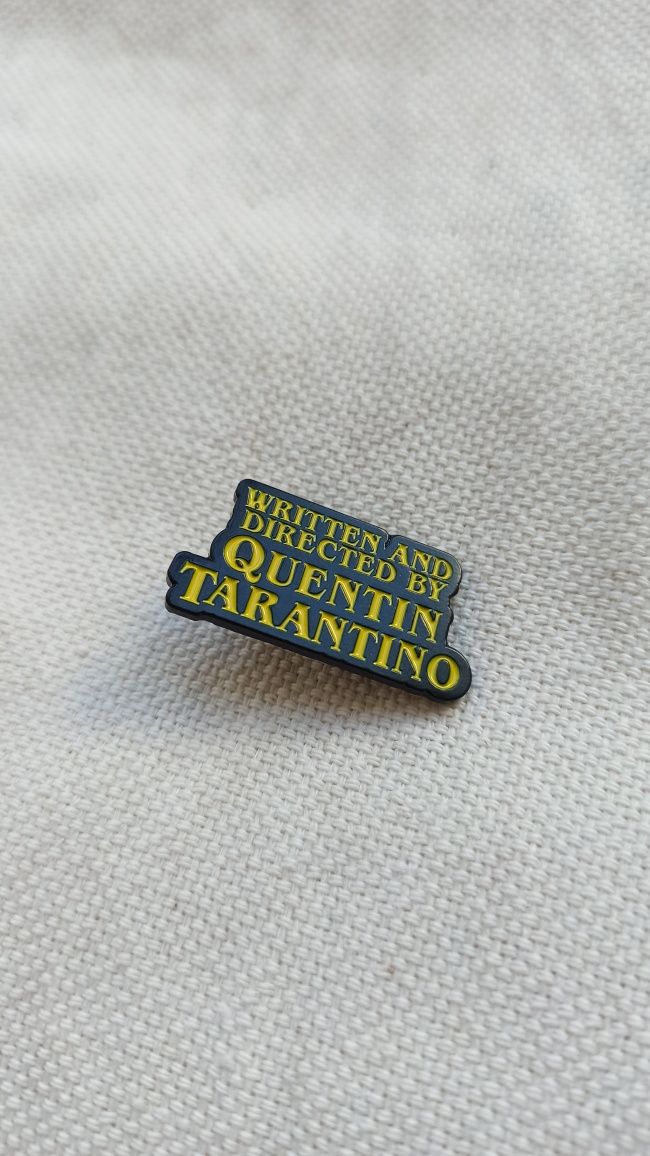 WRITTEN AND
DIRECTED BY
QUENTIN
TARANTINO